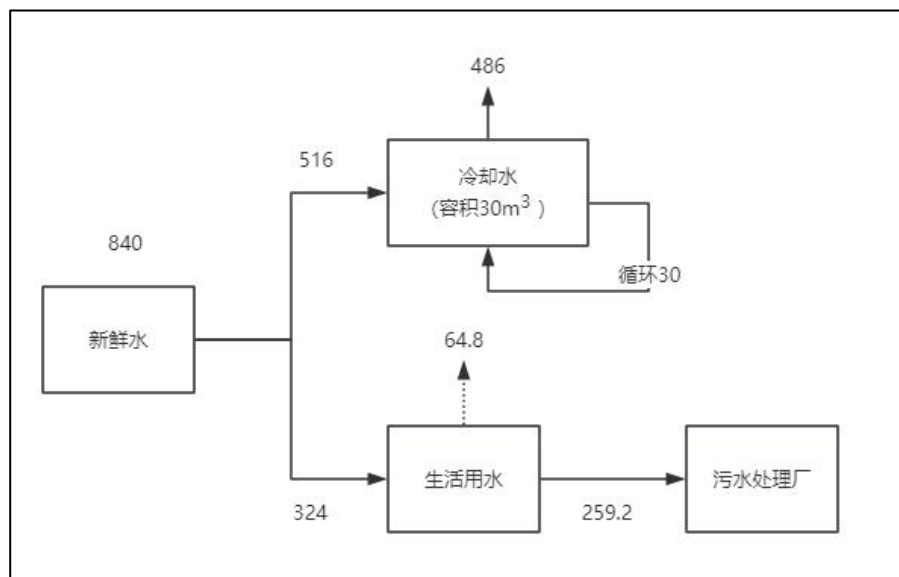 486
516
冷却水
（容积30m³ ）
840
循环30
新鲜水
64.8
生活用水
污水处理厂
324
259.2